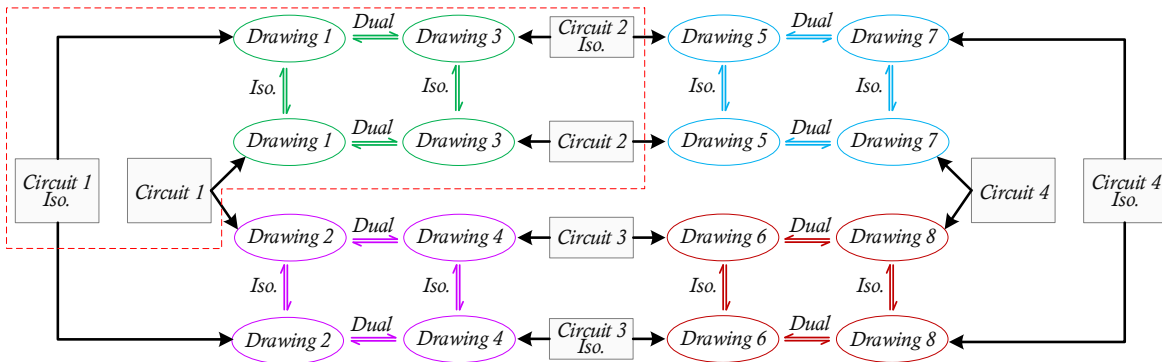 Drawing 1
Dual
Drawing 3
Circuit 2
Iso.
Drawing 5
Dual
Drawing 7
Iso.
Iso.
Iso.
Iso.
Drawing 1
Dual
Drawing 3
Circuit 2
Drawing 5
Dual
Drawing 7
Circuit 1
Iso.
Circuit 1
Circuit 4
Circuit 4
Iso.
Drawing 2
Dual
Drawing 4
Circuit 3
Drawing 6
Dual
Drawing 8
Iso.
Iso.
Iso.
Iso.
Drawing 2
Dual
Drawing 4
Circuit 3
Iso.
Drawing 6
Dual
Drawing 8